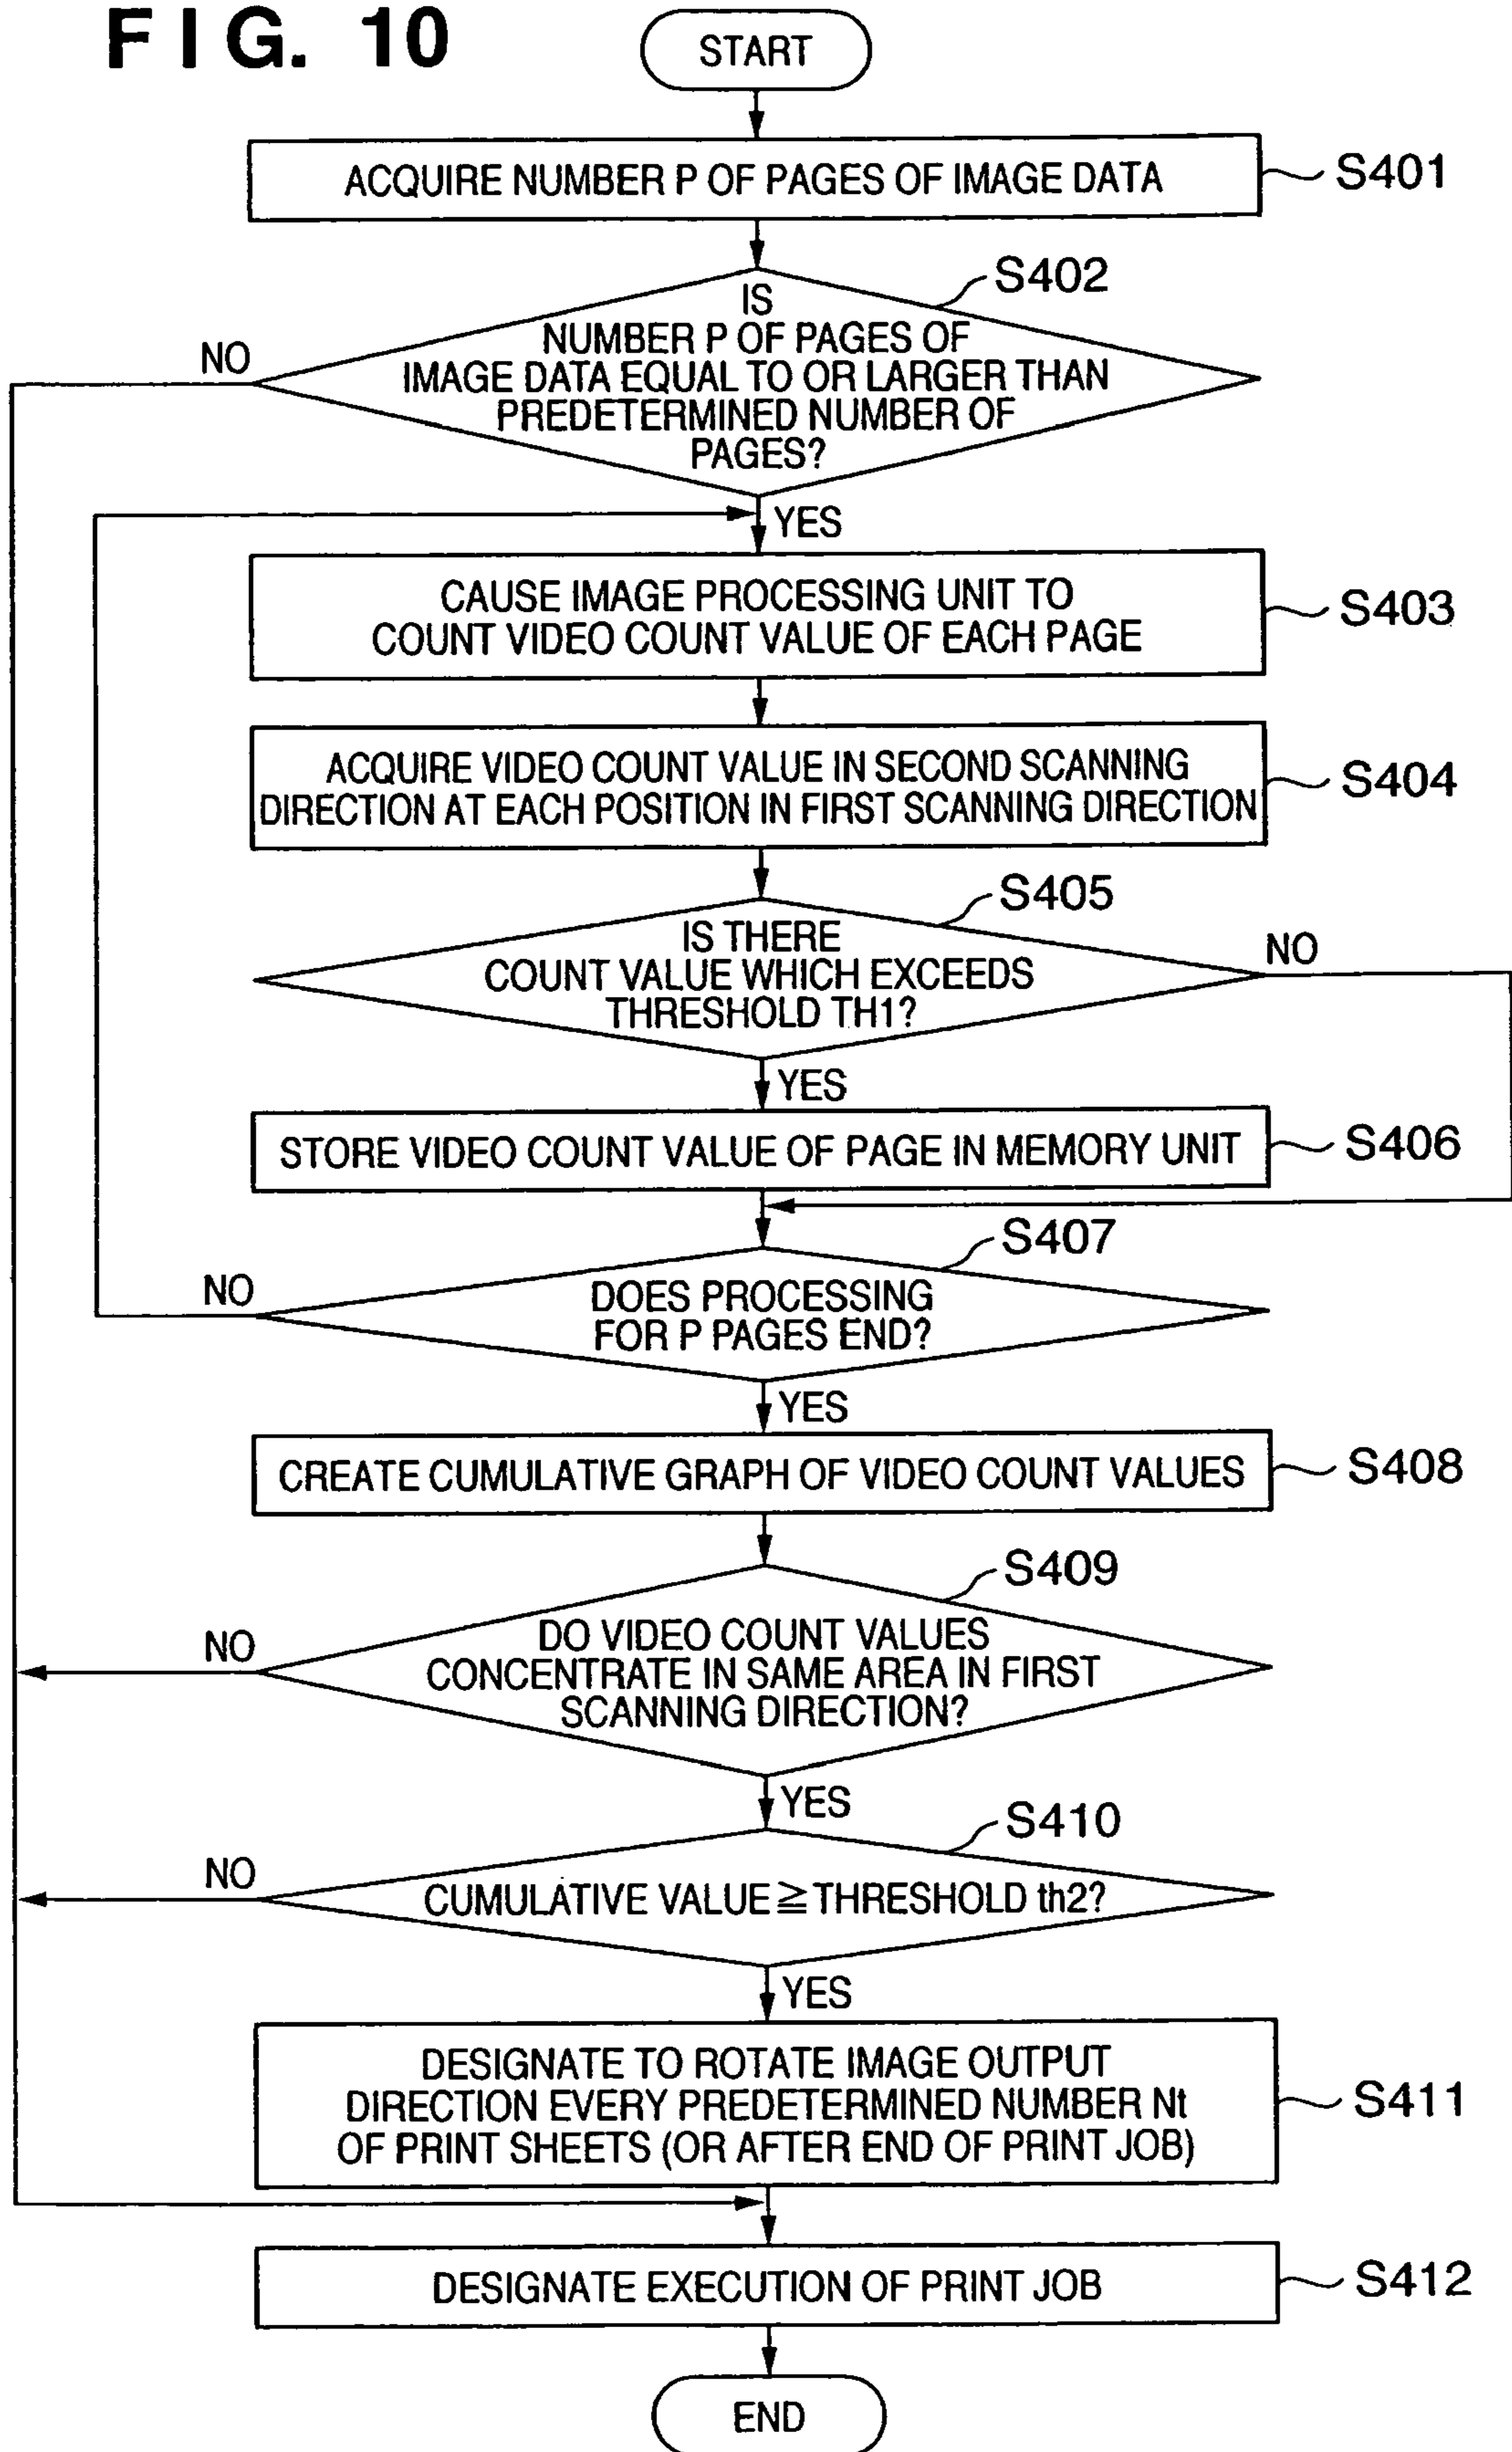 FIG. 10
START
ACQUIRE NUMBER P OF PAGES OF IMAGE DATA
S401
S402
IS
NUMBER P OF PAGES OF
IMAGE DATA EQUAL TO OR LARGER THAN
PREDETERMINED NUMBER OF
PAGES?
NO
YES
CAUSE IMAGE PROCESSING UNIT TO
COUNT VIDEO COUNT VALUE OF EACH PAGE
S403
ACQUIRE VIDEO COUNT VALUE IN SECOND SCANNING
DIRECTION AT EACH POSITION IN FIRST SCANNING DIRECTION
S404
S405
IS THERE
COUNT VALUE WHICH EXCEEDS
THRESHOLD TH1?
NO
YES
STORE VIDEO COUNT VALUE OF PAGE IN MEMORY UNIT
S406
S407
DOES PROCESSING
FOR P PAGES END?
NO
YES
CREATE CUMULATIVE GRAPH OF VIDEO COUNT VALUES
S408
S409
DO VIDEO COUNT VALUES
CONCENTRATE IN SAME AREA IN FIRST
SCANNING DIRECTION?
NO
YES
S410
CUMULATIVE VALUE ≧ THRESHOLD th2?
NO
YES
DESIGNATE TO ROTATE IMAGE OUTPUT
DIRECTION EVERY PREDETERMINED NUMBER Nt
OF PRINT SHEETS (OR AFTER END OF PRINT JOB)
S411
DESIGNATE EXECUTION OF PRINT JOB
S412
END